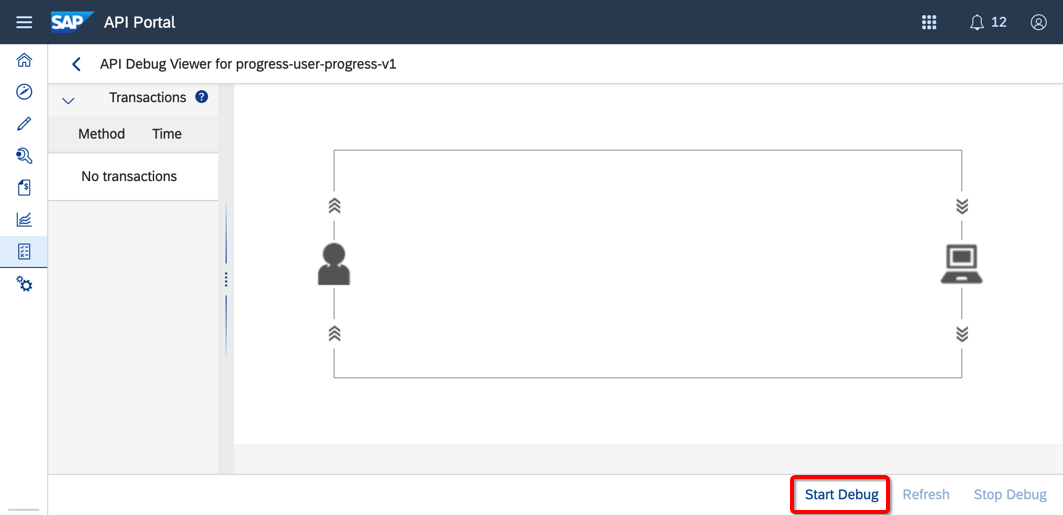 SAP API Portal 12
API Debug Viewer for progress-user-progress-v1
Transactions ?
Method Time
No transactions
Start Debug Refresh Stop Debug